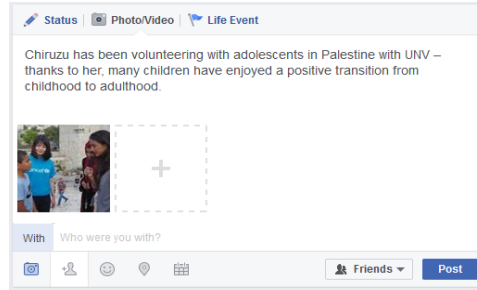 Status | Photo/Video | Life Event
Chiruzu has been volunteering with adolescents in Palestine with UNV –
thanks to her, many children have enjoyed a positive transition from
childhood to adulthood.
unicef
With Who were you with?
Friends Post